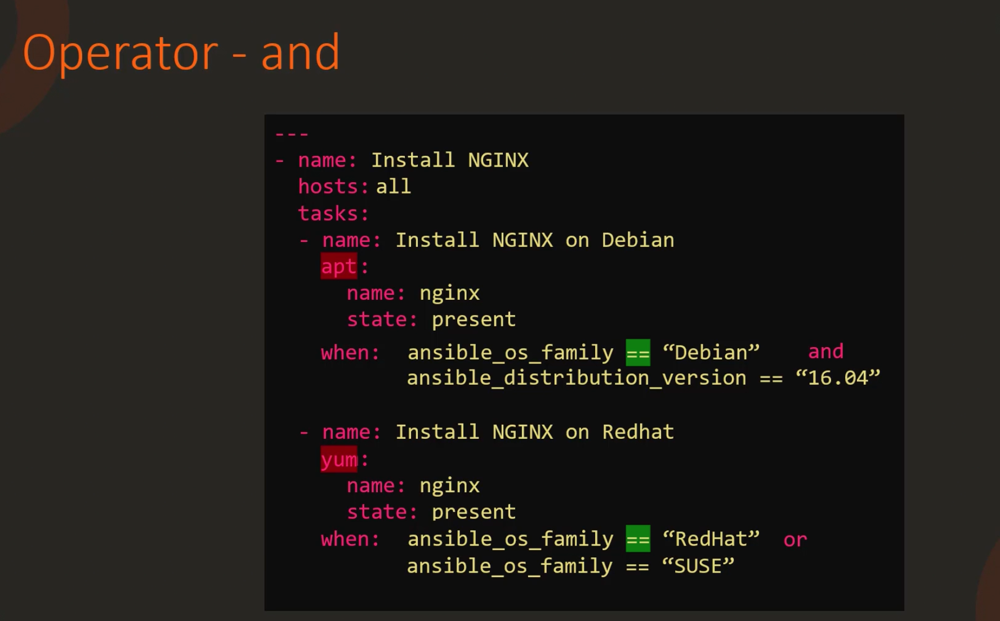 Operator - and
---
- name: Install NGINX
  hosts: all
  tasks:
  - name: Install NGINX on Debian
    apt:
      name: nginx
      state: present
    when:  ansible_os_family == “Debian”    and
           ansible_distribution_version == “16.04”
  - name: Install NGINX on Redhat
    yum:
      name: nginx
      state: present
    when:  ansible_os_family == “RedHat”  or
           ansible_os_family == “SUSE”